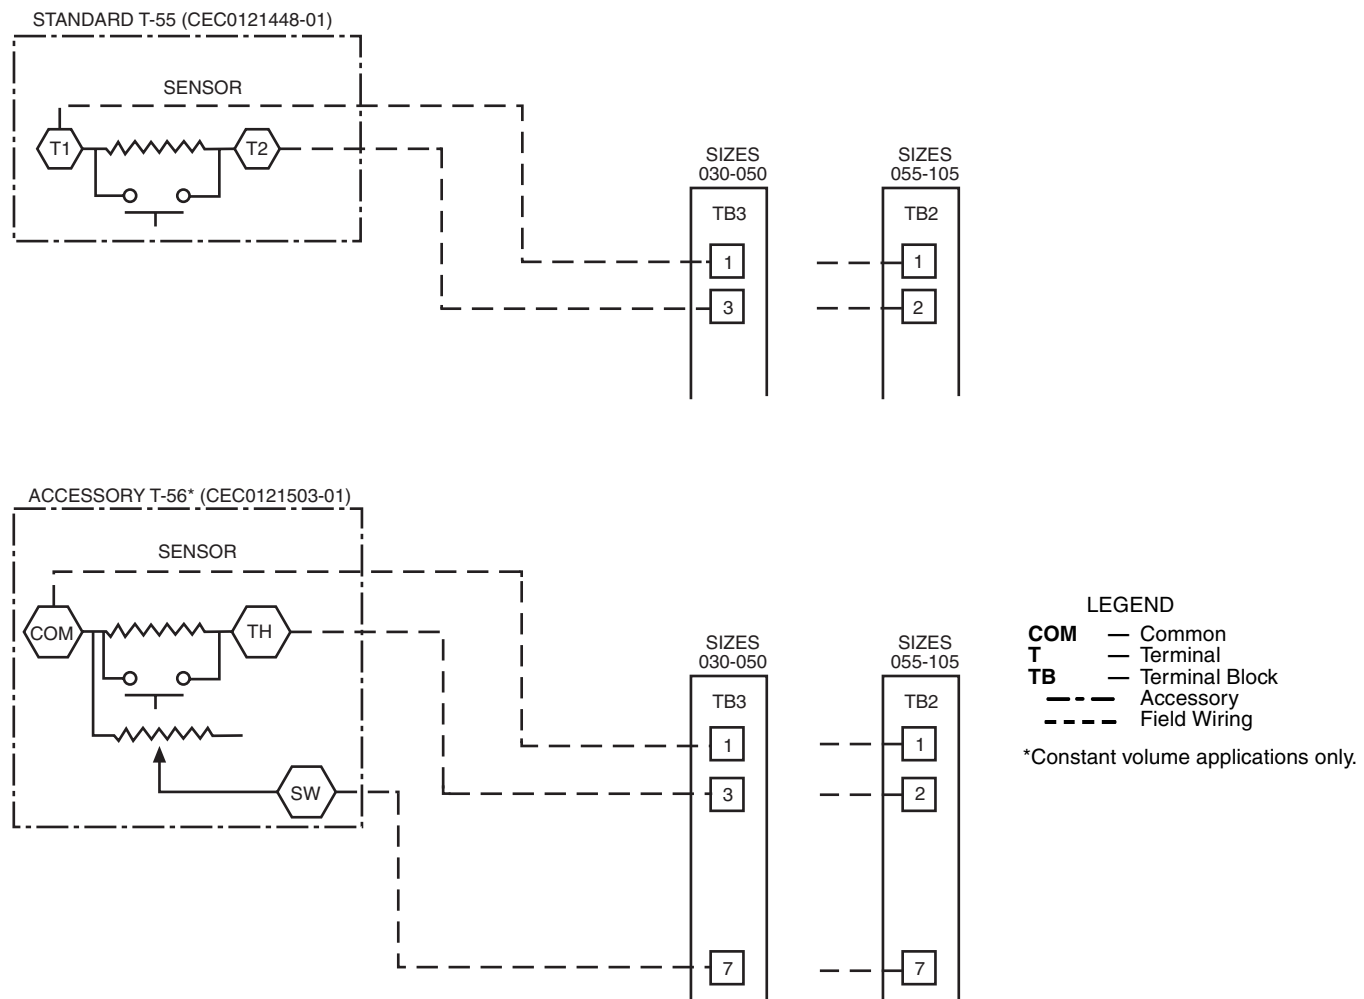 STANDARD T-55 (CEC0121448-01)
SENSOR
T1
T2
SIZES
030-050
TB3
1
3
SIZES
055-105
TB2
1
2
ACCESSORY T-56* (CEC0121503-01)
SENSOR
COM
TH
SW
SIZES
030-050
TB3
1
3
7
SIZES
055-105
TB2
1
2
7
LEGEND
COM — Common
T — Terminal
TB — Terminal Block
Accessory
Field Wiring
*Constant volume applications only.